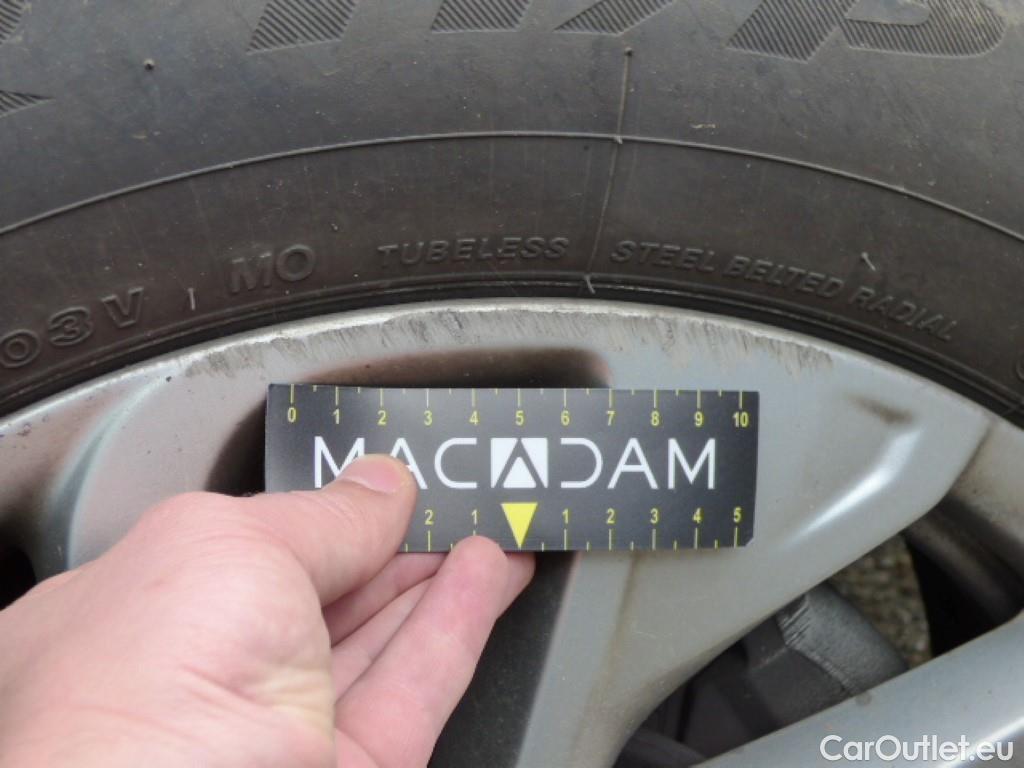 03V MO TUBELESS STEEL BELTED RADIAL
0 1 2 3 4 5 6 7 8 9 10
MACADAM
2 1 1 2 3 4 5
CarOutlet.eu